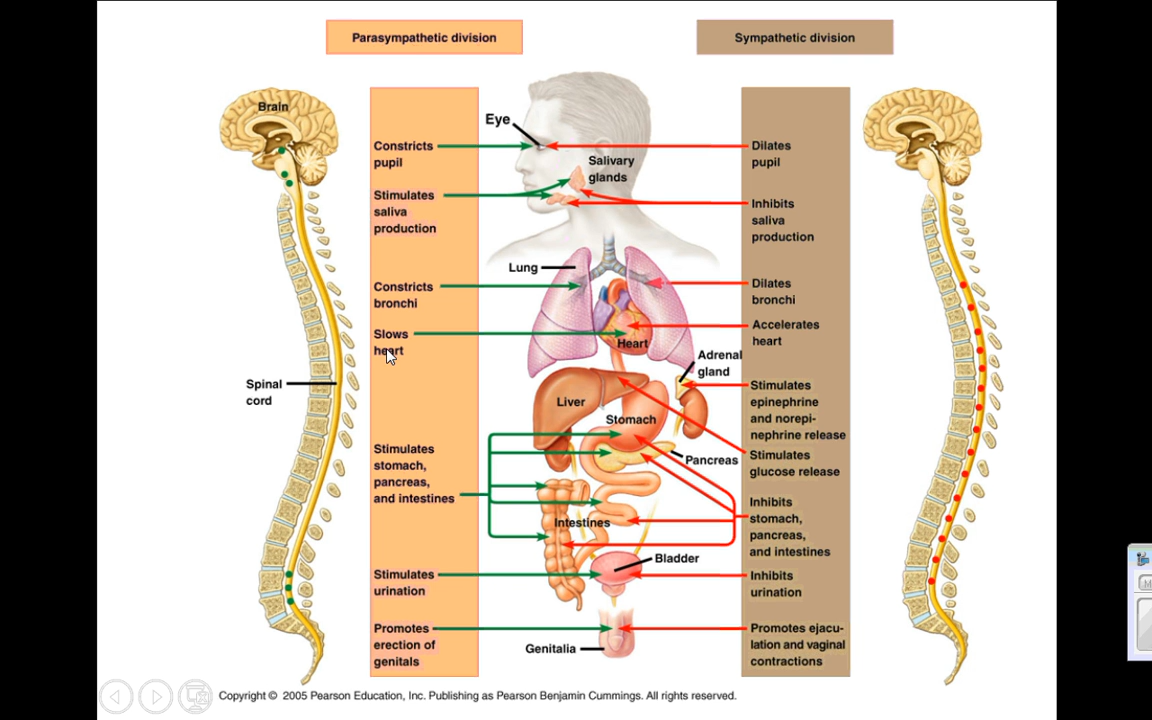 Parasympathetic division
Sympathetic division
Brain
Spinal
cord
Constricts
pupil
Stimulates
saliva
production
Constricts
bronchi
Slows
heart
Stimulates
stomach,
pancreas,
and intestines
Stimulates
urination
Promotes
erection of
genitals
Eye
Salivary
glands
Lung
Heart
Adrenal
gland
Liver
Stomach
Pancreas
Intestines
Bladder
Genitalia
Dilates
pupil
Inhibits
saliva
production
Dilates
bronchi
Accelerates
heart
Stimulates
epinephrine
and norepi-
nephrine release
Stimulates
glucose release
Inhibits
stomach,
pancreas,
and intestines
Inhibits
urination
Promotes ejacu-
lation and vaginal
contractions
Copyright © 2005 Pearson Education, Inc. Publishing as Pearson Benjamin Cummings. All rights reserved.